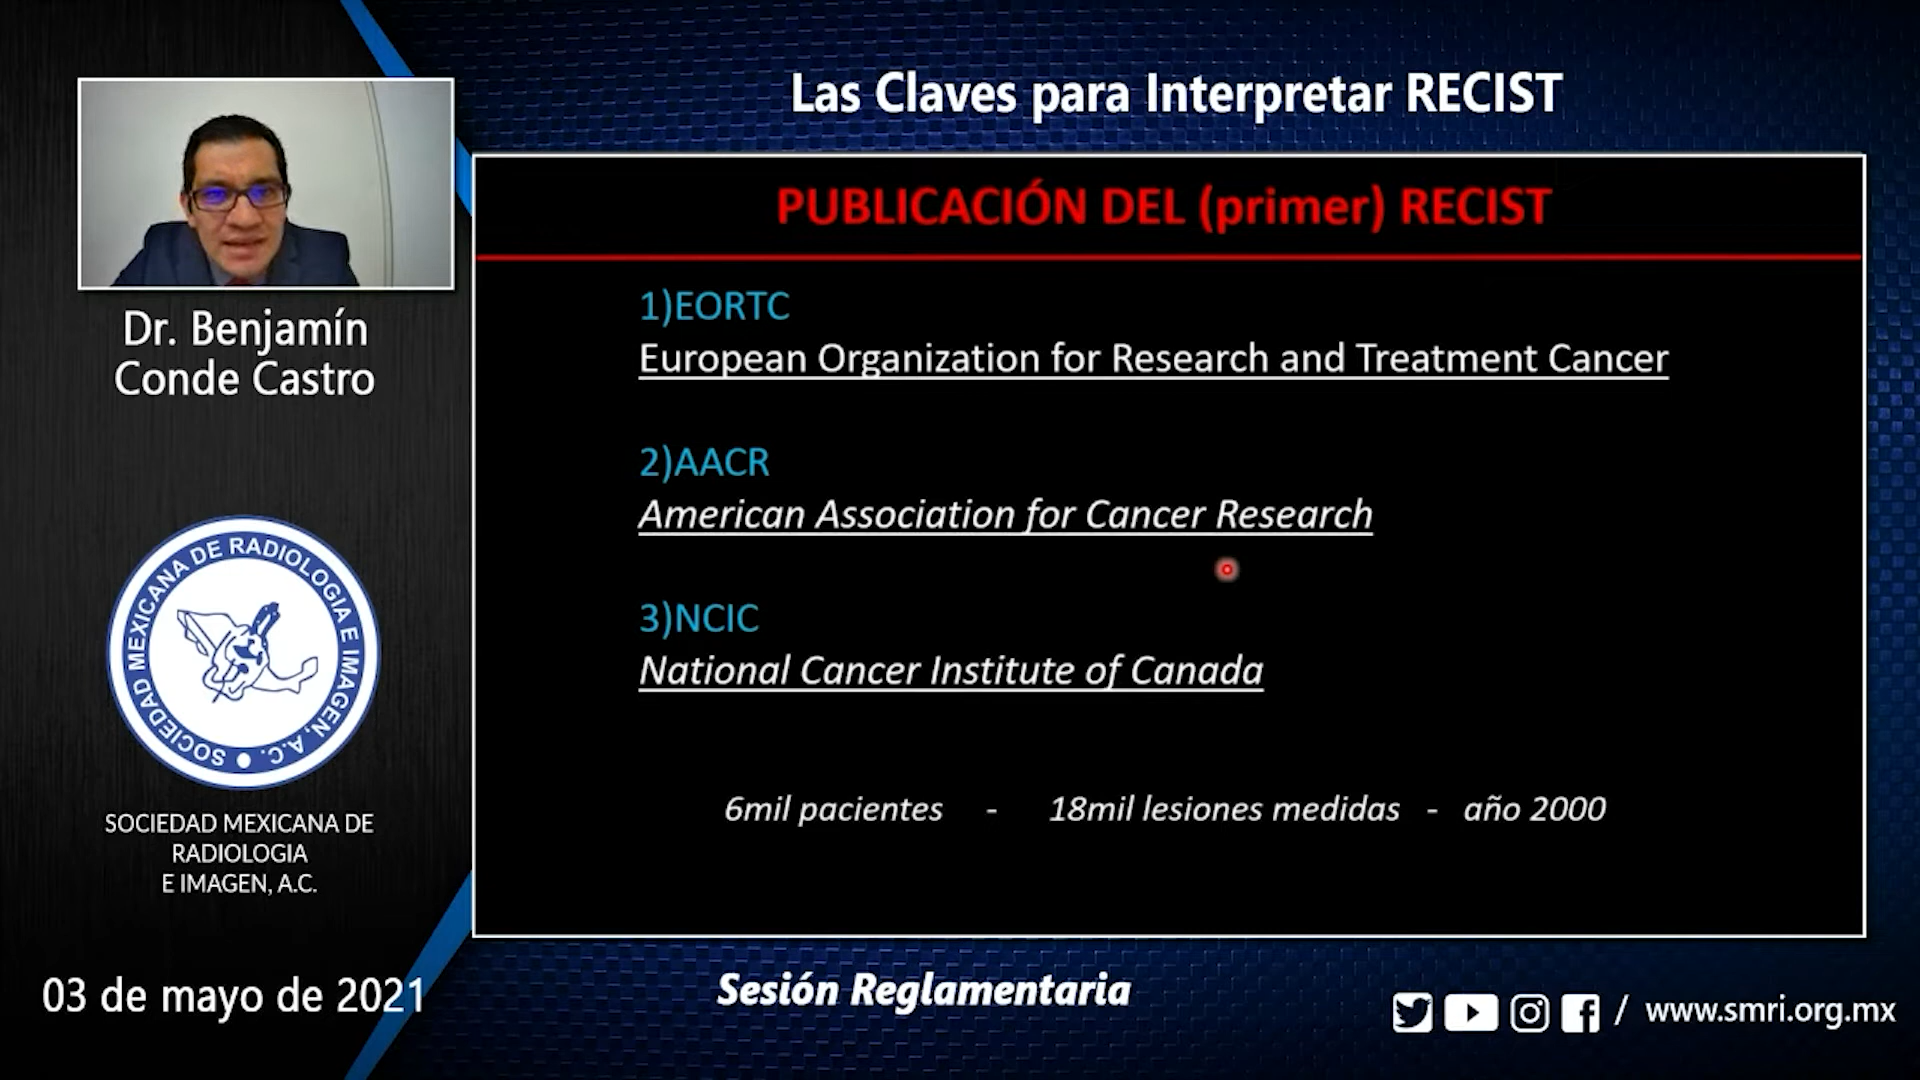 Las Claves para Interpretar RECIST
Dr. Benjamín
Conde Castro
SOCIEDAD MEXICANA DE RADIOLOGIA E IMAGEN, A.C.
SOCIEDAD MEXICANA DE
RADIOLOGIA
E IMAGEN, A.C.
03 de mayo de 2021
PUBLICACIÓN DEL (primer) RECIST
1)EORTC
European Organization for Research and Treatment Cancer
2)AACR
American Association for Cancer Research
3)NCIC
National Cancer Institute of Canada
6mil pacientes - 18mil lesiones medidas - año 2000
Sesión Reglamentaria
/ www.smri.org.mx